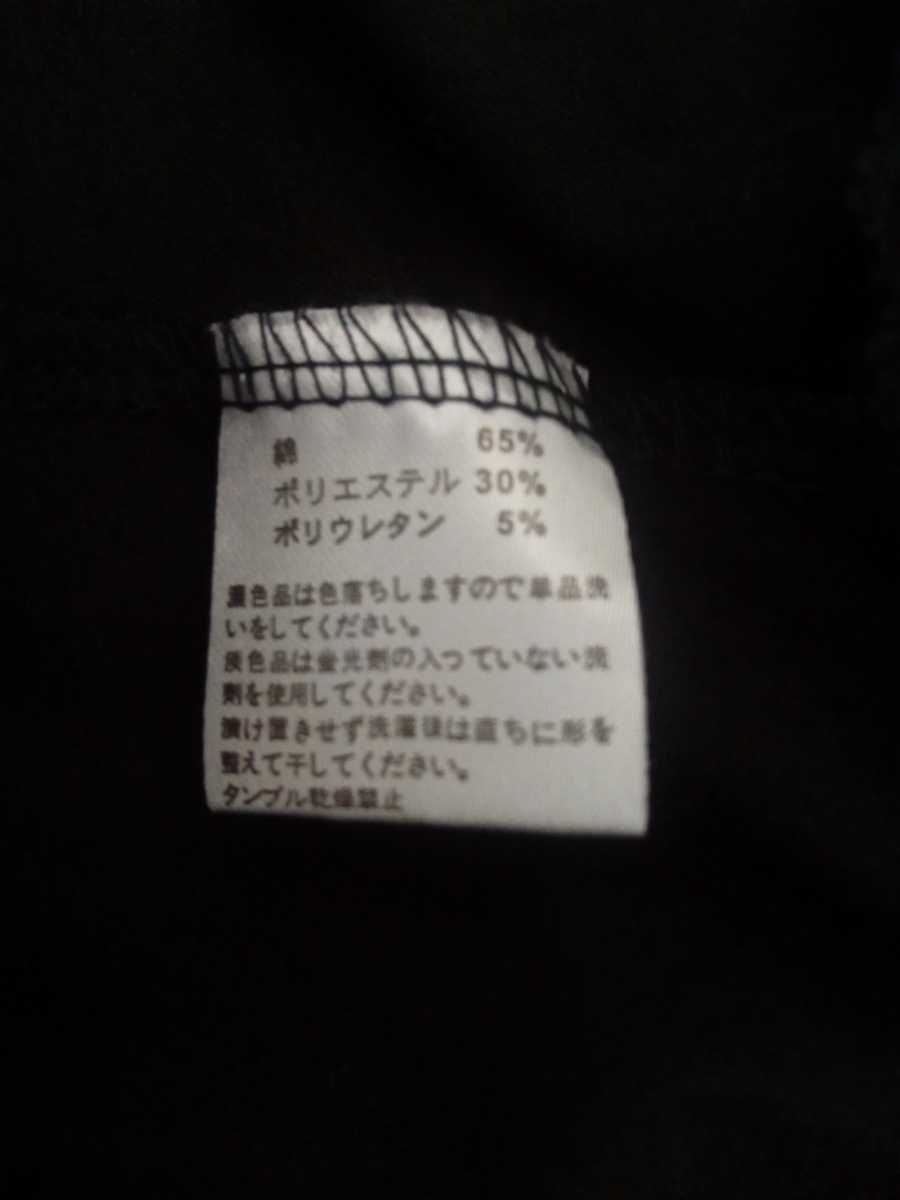 綿 65%
ポリエステル 30%
ポリウレタン 5%
濃色品は色落ちしますので単品洗
いをしてください。
淡色品は蛍光剤の入っていない洗
剤を使用してください。
漬け置きせず洗濯後は直ちに形を
整えて干してください。
タンブル乾燥禁止